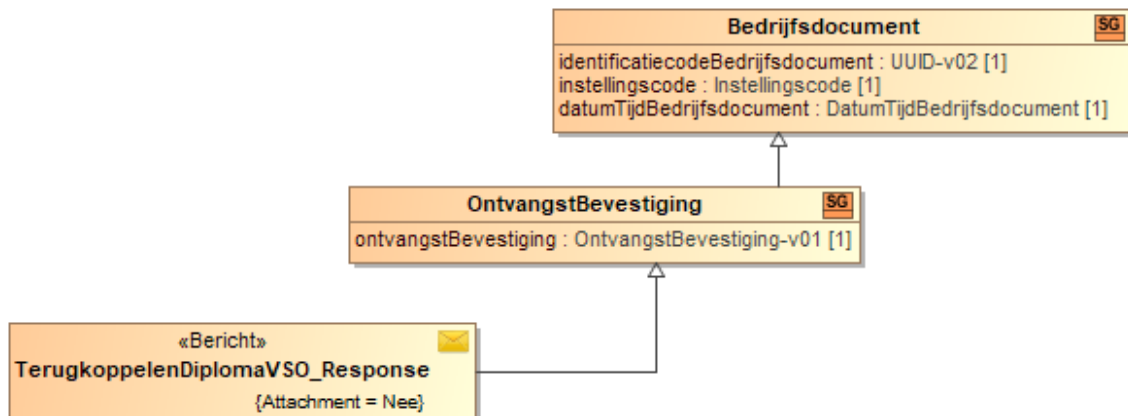 Bedrijfsdocument SG
identificatiecodeBedrijfsdocument : UUID-v02 [1]
instellingscode : Instellingscode [1]
datumTijdBedrijfsdocument : DatumTijdBedrijfsdocument [1]
OntvangstBevestiging SG
ontvangstBevestiging : OntvangstBevestiging-v01 [1]
«Bericht»
TerugkoppelenDiplomaVSO_Response
{Attachment = Nee}